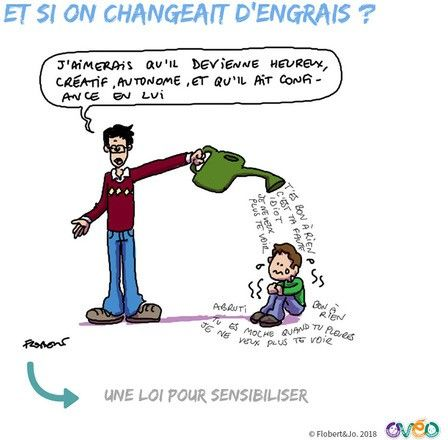 ET SI ON CHANGEAIT D'ENGRAIS ?
J'AIMERAIS QU'IL DEVIENNE HEUREUX,
CRÉATIF, AUTONOME, ET QU'IL AIT CONFI-
ANCE EN LUI
T'ES BON À RIEN
C'EST TA FAUTE
IDIOT
JE NE VEUX
PLUS TE VOIR
ABRUTI
BON À
RIEN
TU ES MOCHE QUAND TU PLEURES
JE NE VEUX PLUS TE VOIR
UNE LOI POUR SENSIBILISER
© Flobert&Jo. 2018
OVEO